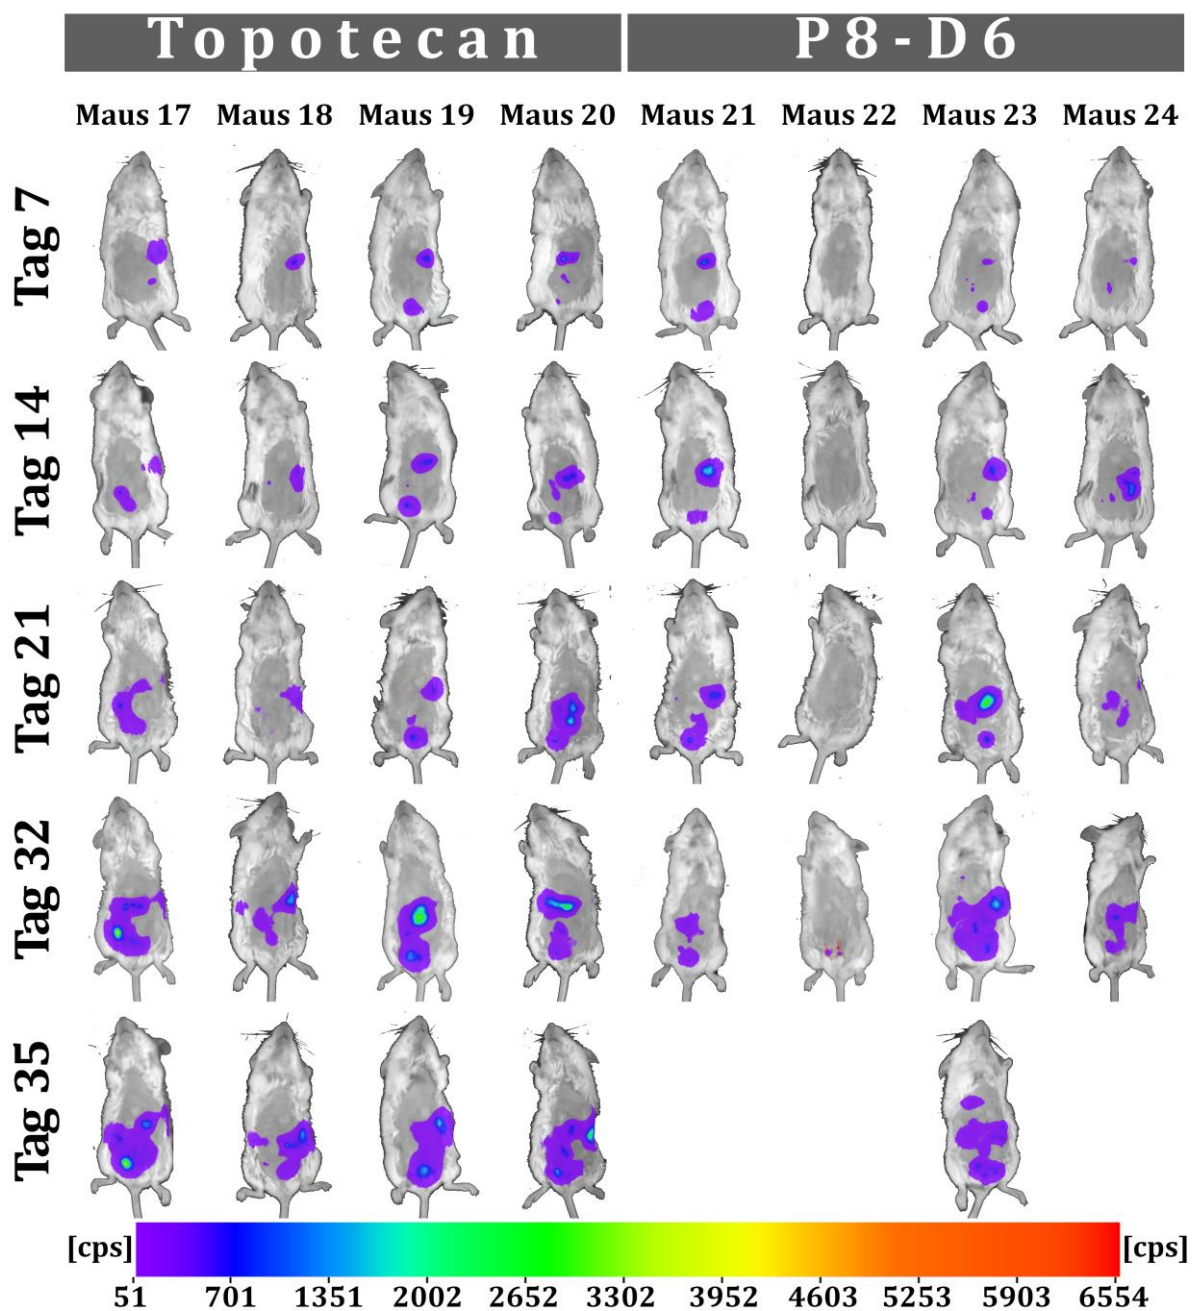 Topotecan P8-D6
Maus 17 Maus 18 Maus 19 Maus 20 Maus 21 Maus 22 Maus 23 Maus 24
Tag 7
Tag 14
Tag 21
Tag 32
Tag 35
[cps] [cps]
51 701 1351 2002 2652 3302 3952 4603 5253 5903 6554